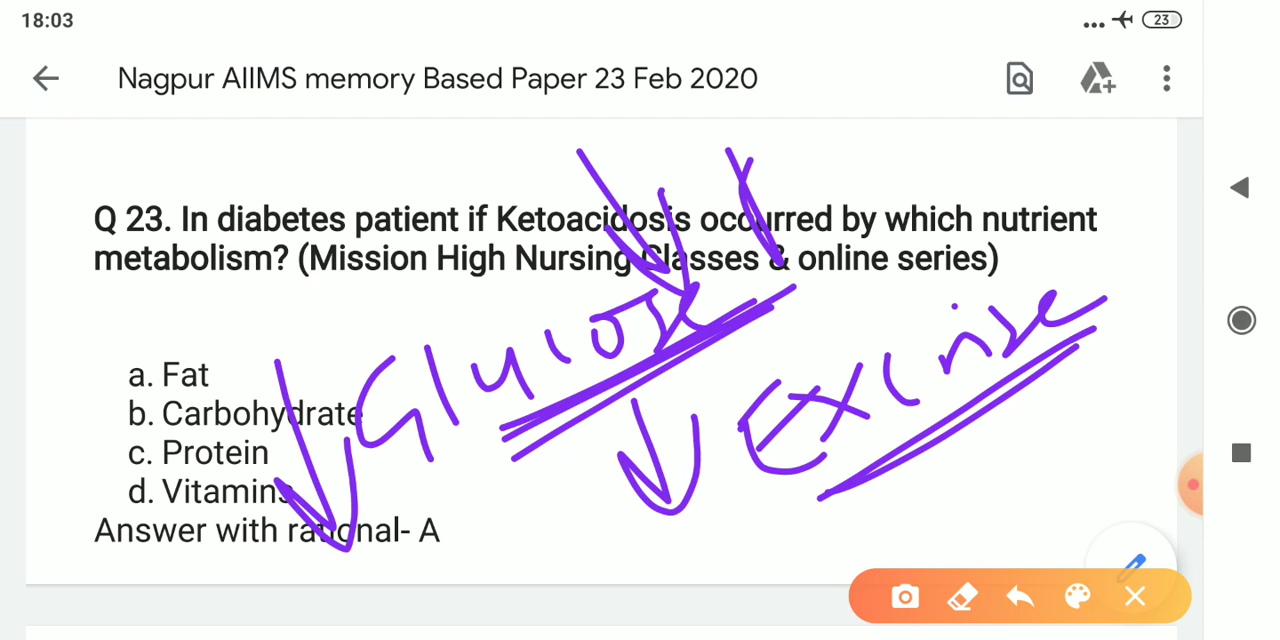 18:03
23
Nagpur AIIMS memory Based Paper 23 Feb 2020
Q 23. In diabetes patient if Ketoacidosis occurred by which nutrient
metabolism? (Mission High Nursing Classes & online series)
a. Fat
b. Carbohydrate
c. Protein
d. Vitamins
Answer with rational- A
Glucose
Excrise